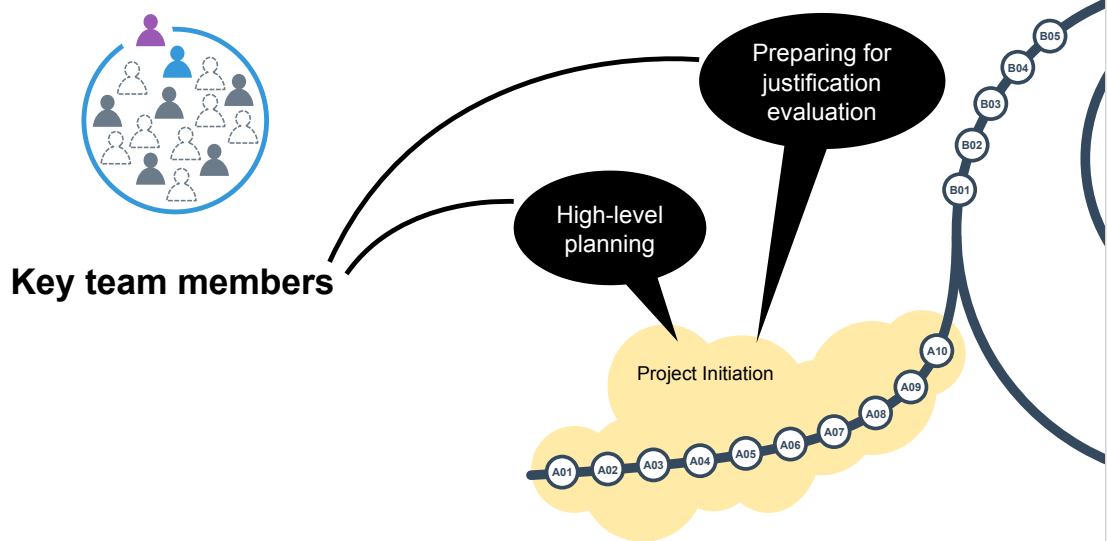 Preparing for
justification
evaluation
High-level
planning
Key team members
Project Initiation
A01
A02
A03
A04
A05
A06
A07
A08
A09
A10
B01
B02
B03
B04
B05